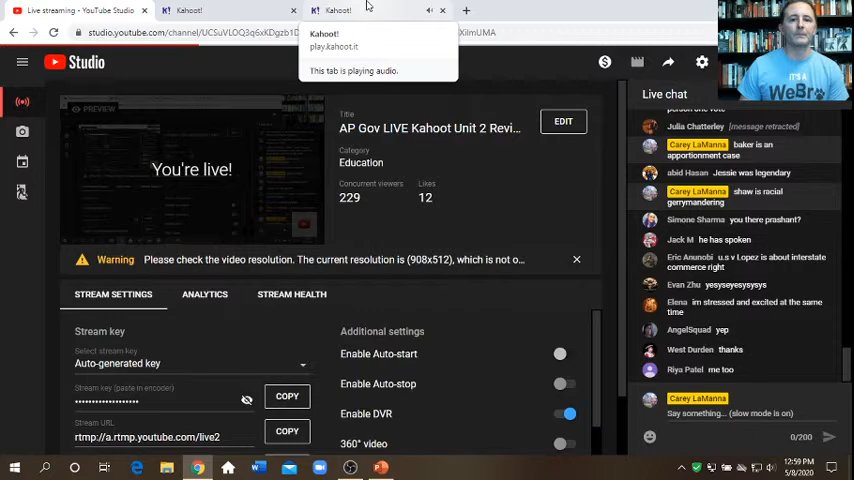 Live streaming - YouTube Studio
Kahoot!
Kahoot!
studio.youtube.com/channel/
XilmUMA
Kahoot!
play.kahoot.it
This tab is playing audio.
Studio
PREVIEW
You're live!
Title
AP Gov LIVE Kahoot Unit 2 Revi...
EDIT
Category
Education
Concurrent viewers
Likes
229
12
Warning
Please check the video resolution. The current resolution is (908x512), which is not o...
STREAM SETTINGS
ANALYTICS
STREAM HEALTH
Stream key
Select stream key
Auto-generated key
Stream key (paste in encoder)
COPY
Stream URL
rtmp://a.rtmp.youtube.com/live2
COPY
Additional settings
Enable Auto-start
Enable Auto-stop
Enable DVR
360° video
IT'S A
WeBro
Live chat
person one vote
Julia Chatterley [message retracted]
Carey LaManna baker is an
apportionment case
abid Hasan Jessie was legendary
Carey LaManna shaw is racial
gerrymandering
Simone Sharma you there prashant?
Jack M he has spoken
Eric Anunobi u.s v Lopez is about interstate
commerce right
Evan Zhu yesyseyesysysys
Elena im stressed and excited at the same
time
AngelSquad yep
West Durden thanks
Riya Patel me too
Carey LaManna
Say something... (slow mode is on)
0/200
12:59 PM
5/8/2020